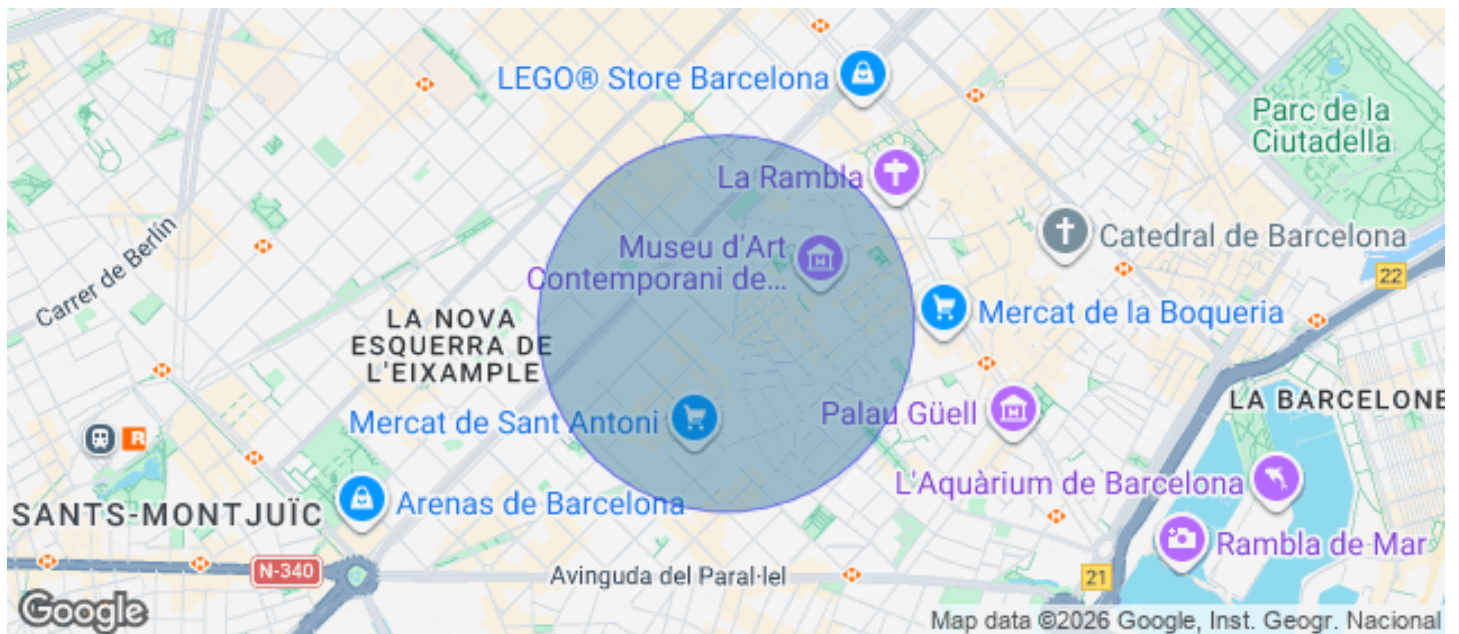 LEGO® Store Barcelona
Parc de la
Ciutadella
La Rambla
Museu d'Art
Contemporani de...
Catedral de Barcelona
22
Carrer de Berlín
LA NOVA
ESQUERRA DE
L'EIXAMPLE
Mercat de la Boqueria
Mercat de Sant Antoni
Palau Güell
LA BARCELONE
R
L'Aquàrium de Barcelona
SANTS-MONTJUÏC
Arenas de Barcelona
Rambla de Mar
N-340
Avinguda del Paral·lel
21
Google
Map data ©2026 Google, Inst. Geogr. Nacional